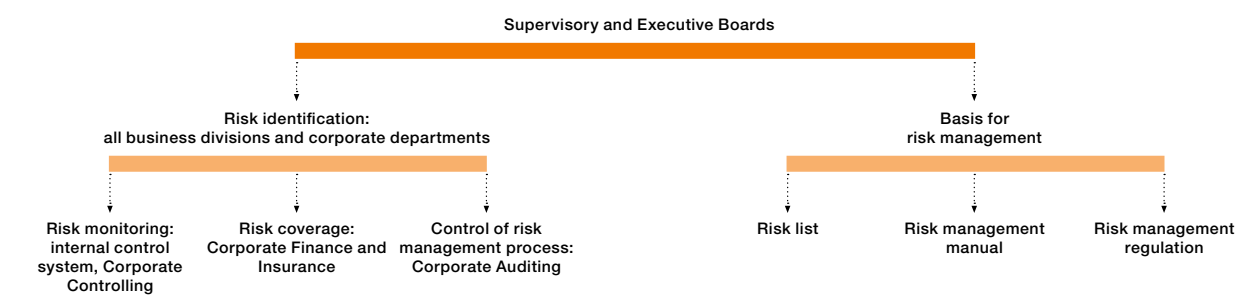 Supervisory and Executive Boards
Risk identification:
all business divisions and corporate departments
Basis for
risk management
Risk monitoring:
internal control
system, Corporate
Controlling
Risk coverage:
Corporate Finance and
Insurance
Control of risk
management process:
Corporate Auditing
Risk list
Risk management
manual
Risk management
regulation